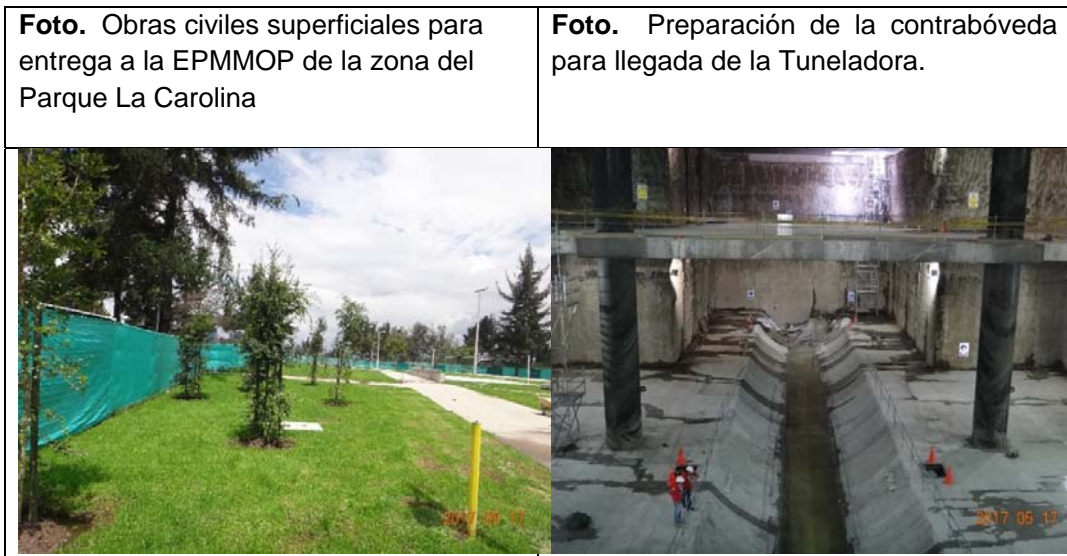 Foto. Obras civiles superficiales para
entrega a la EPMMOP de la zona del
Parque La Carolina
Foto. Preparación de la contrabóveda
para llegada de la Tuneladora.
2017 05 17
2017 05 17